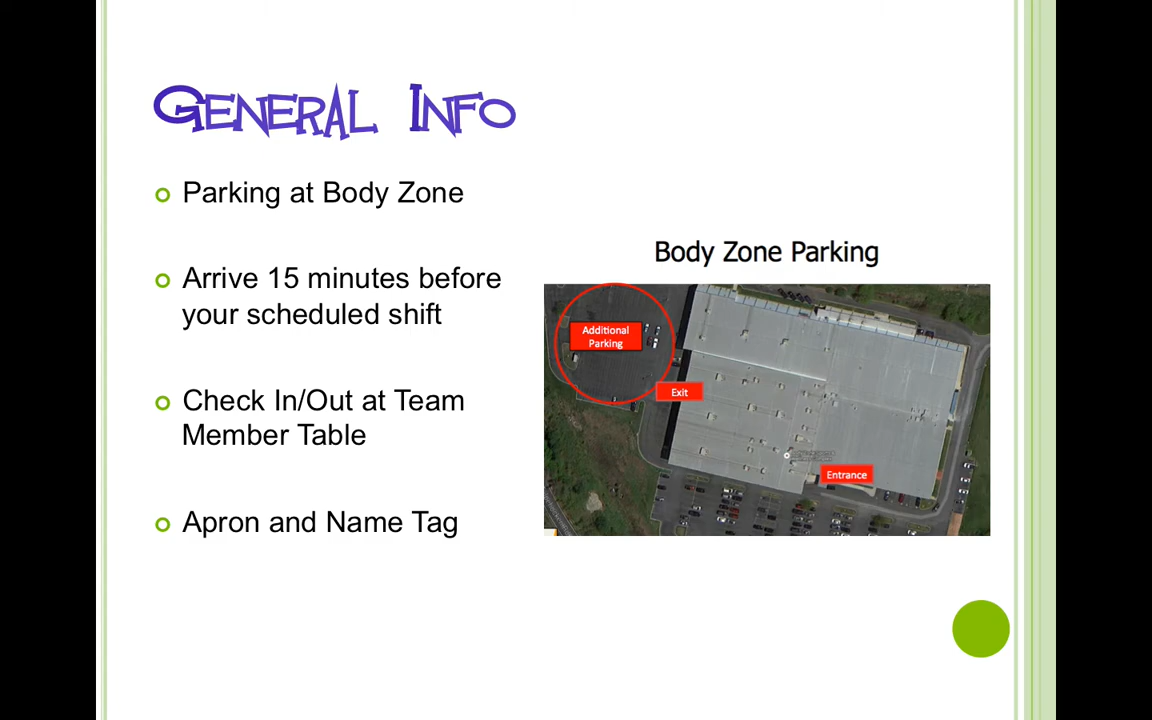 General Info
Parking at Body Zone
Arrive 15 minutes before
your scheduled shift
Check In/Out at Team
Member Table
Apron and Name Tag
Body Zone Parking
Additional
Parking
Exit
Entrance